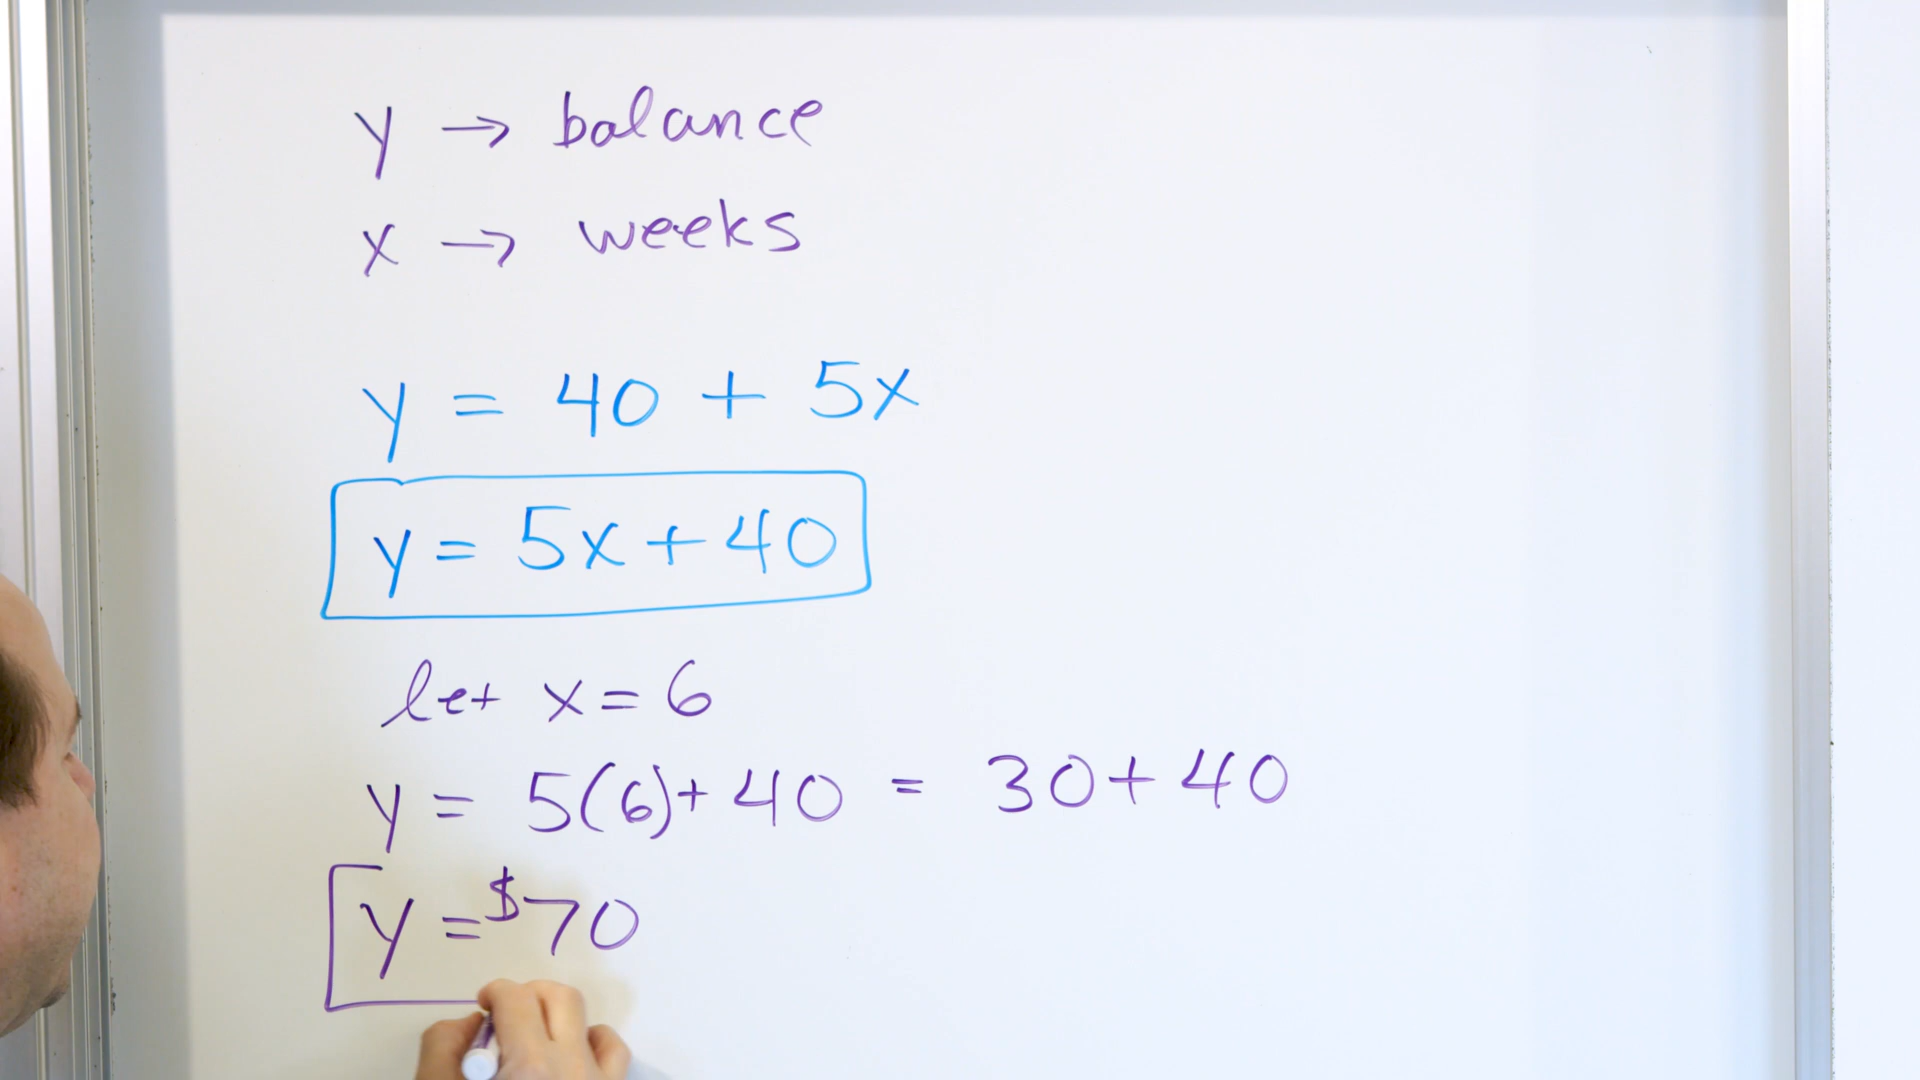 y → balance
x → weeks
y = 40 + 5x
y = 5x + 40
let x = 6
y = 5(6) + 40 = 30 + 40
y = $70